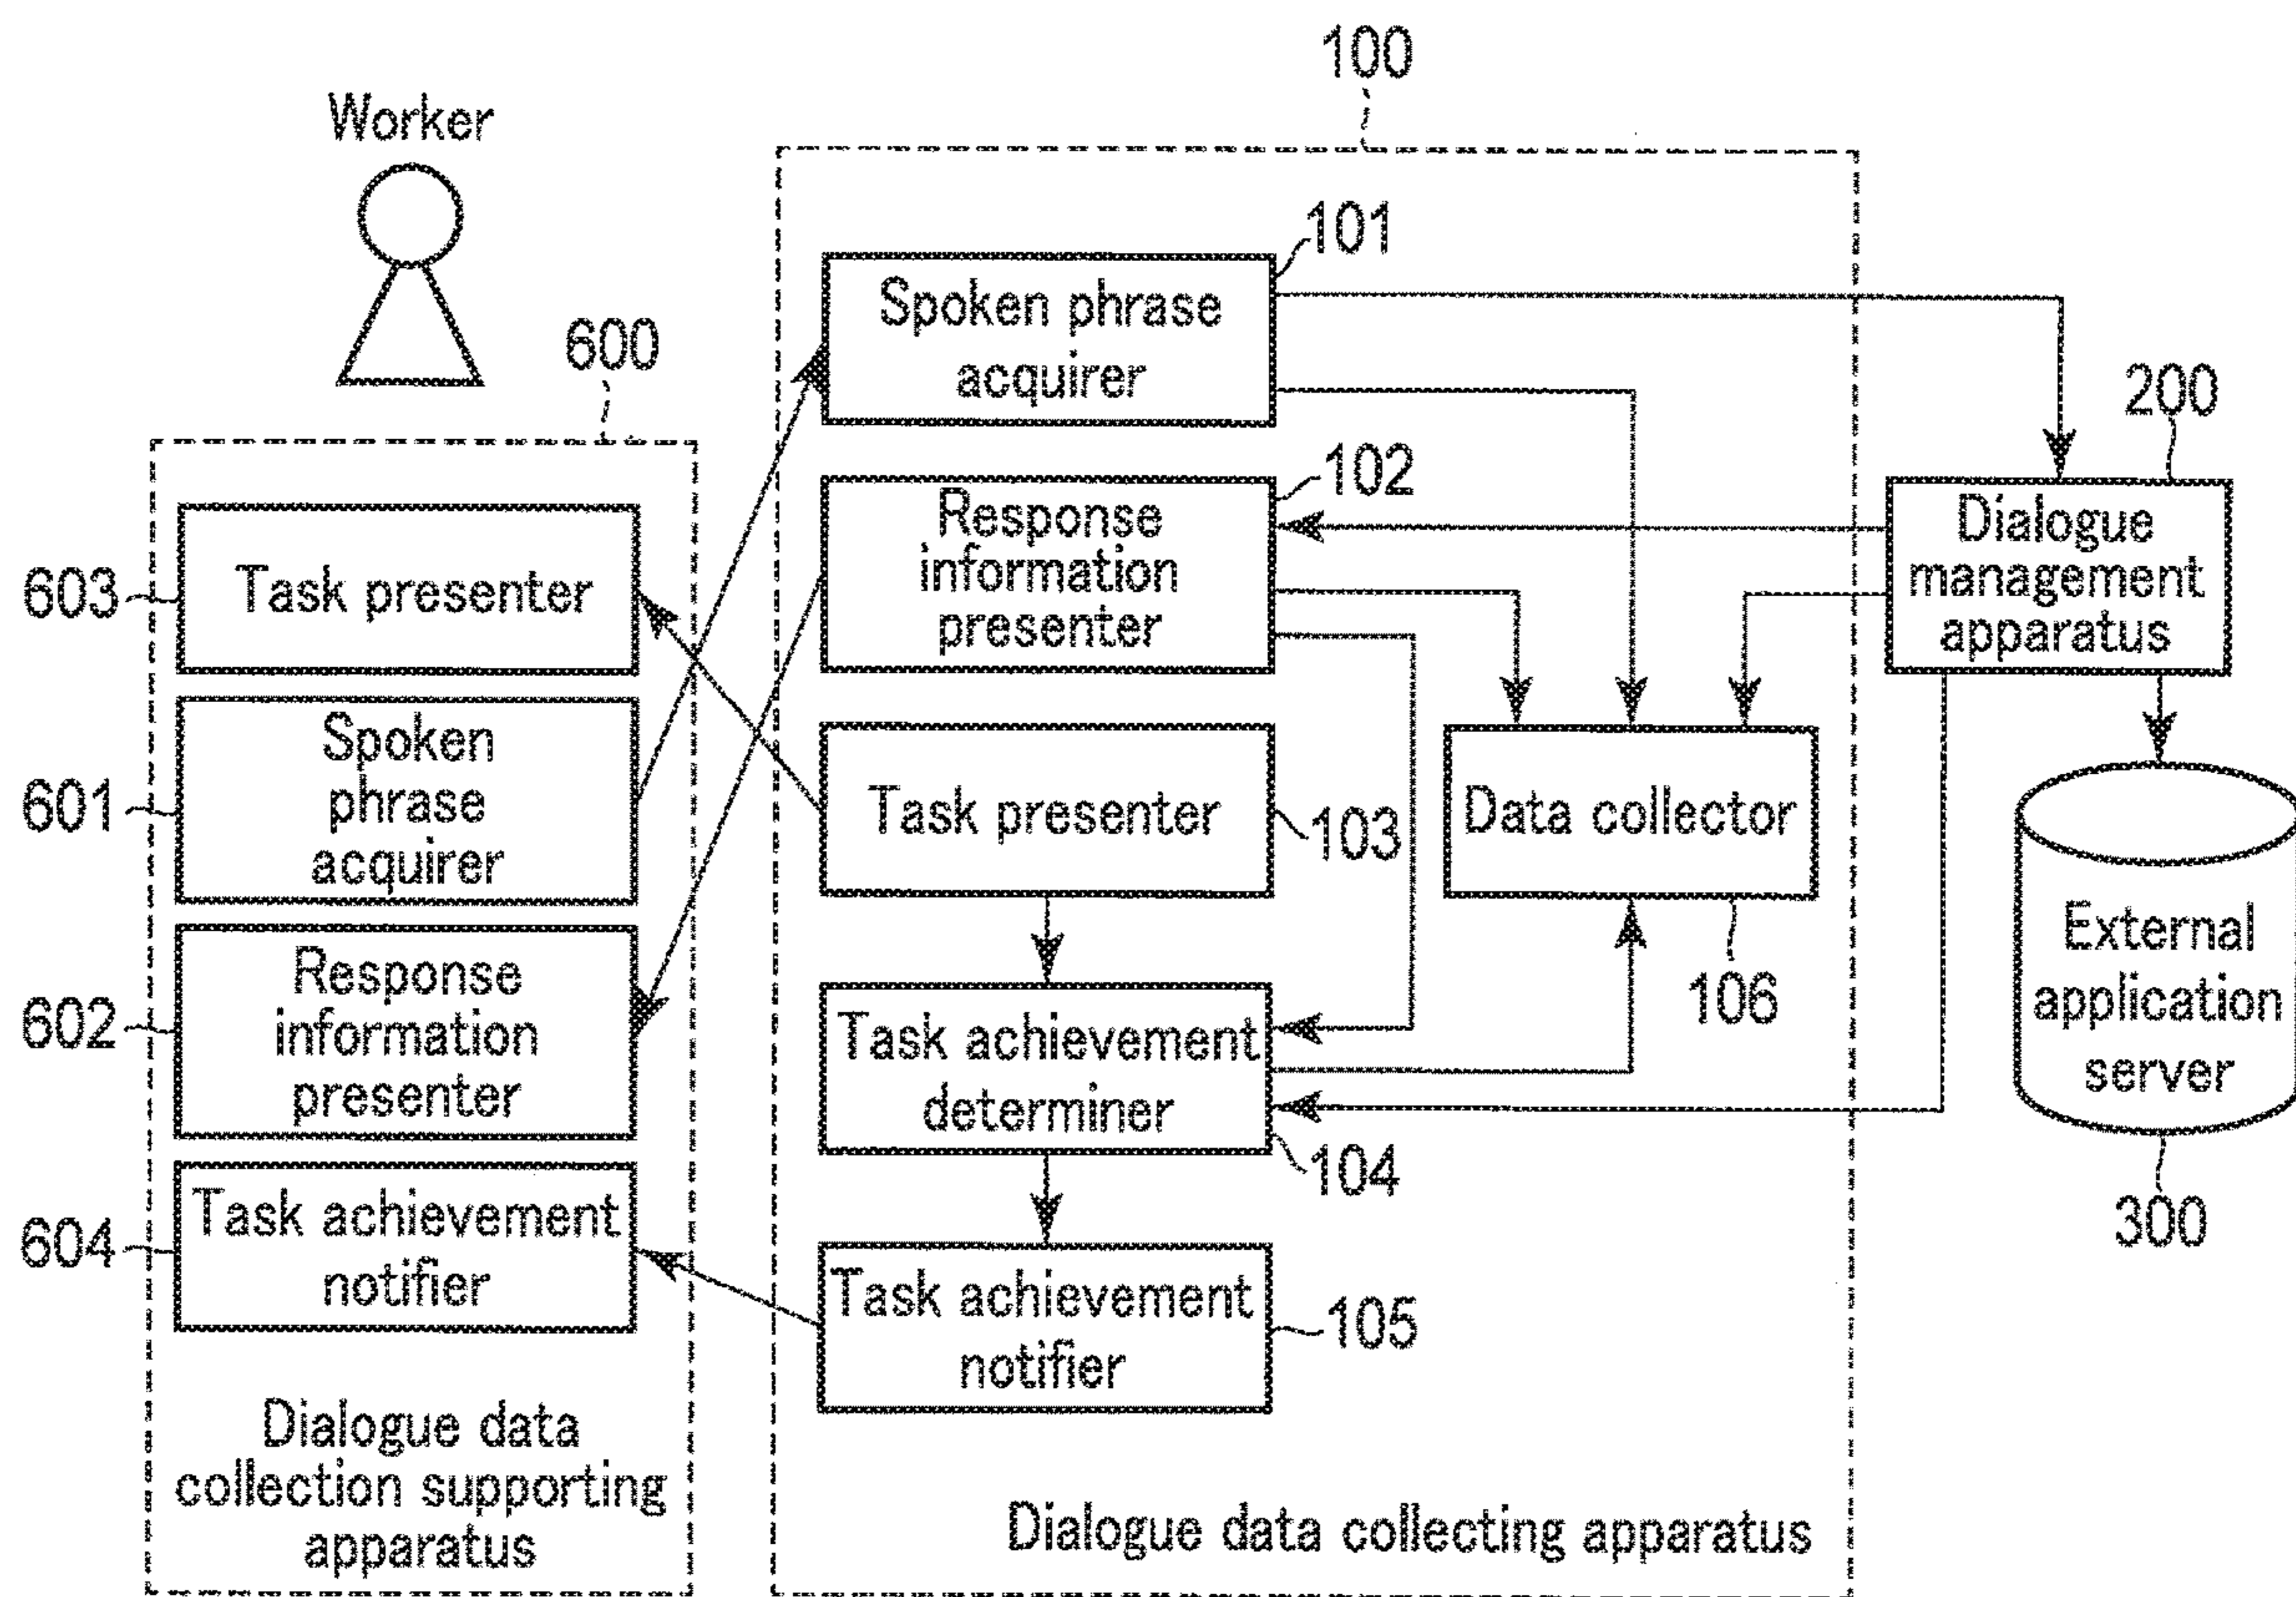 100
Worker
600
101
Spoken phrase
acquirer
200
102
Response
information
presenter
Dialogue
management
apparatus
603
Task presenter
601
Spoken
phrase
acquirer
Task presenter
103
Data collector
106
External
application
server
300
602
Response
information
presenter
Task achievement
determiner
104
604
Task achievement
notifier
Task achievement
notifier
105
Dialogue data
collection supporting
apparatus
Dialogue data collecting apparatus